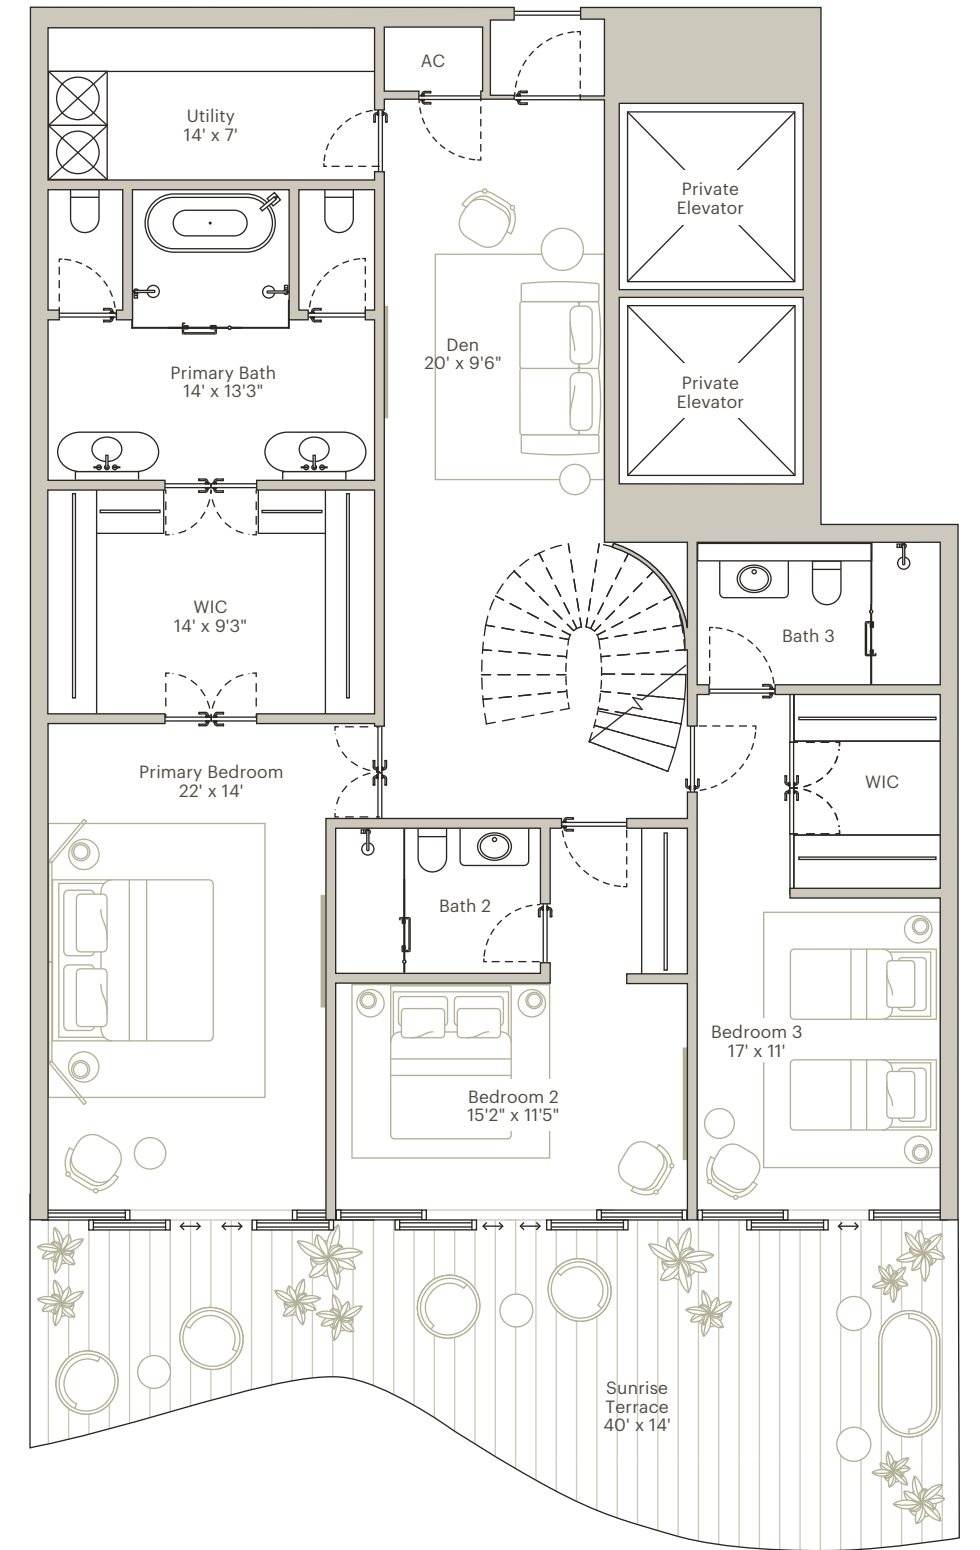 AC
Utility
14' x 7'
Private
Elevator
Den
20' x 9'6"
Primary Bath
14' x 13'3"
Private
Elevator
WIC
14' x 9'3"
Bath 3
Primary Bedroom
22' x 14'
WIC
Bath 2
Bedroom 3
17' x 11'
Bedroom 2
15'2" x 11'5"
Sunrise
Terrace
40' x 14'